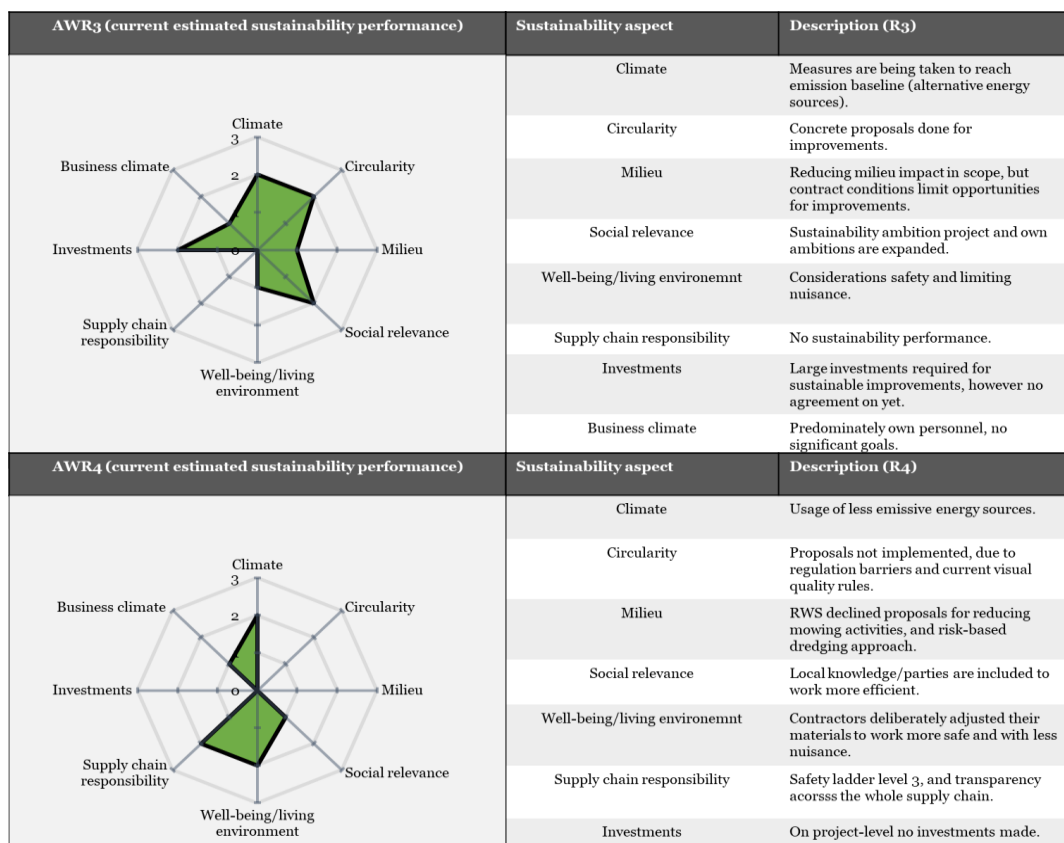 AWR3 (current estimated sustainability performance)
Sustainability aspect
Description (R3)
Climate
3
Business climate
Circularity
2
Investments
0
Milieu
Supply chain
responsibility
Social relevance
Well-being/living
environment
Climate
Measures are being taken to reach
emission baseline (alternative energy
sources).
Circularity
Concrete proposals done for
improvements.
Milieu
Reducing milieu impact in scope, but
contract conditions limit opportunities
for improvements.
Social relevance
Sustainability ambition project and own
ambitions are expanded.
Well-being/living environemnt
Considerations safety and limiting
nuisance.
Supply chain responsibility
No sustainability performance.
Investments
Large investments required for
sustainable improvements, however no
agreement on yet.
Business climate
Predominately own personnel, no
significant goals.
AWR4 (current estimated sustainability performance)
Sustainability aspect
Description (R4)
Climate
3
Business climate
Circularity
2
Investments
0
Milieu
Supply chain
responsibility
Social relevance
Well-being/living
environment
Climate
Usage of less emissive energy sources.
Circularity
Proposals not implemented, due to
regulation barriers and current visual
quality rules.
Milieu
RWS declined proposals for reducing
mowing activities, and risk-based
dredging approach.
Social relevance
Local knowledge/parties are included to
work more efficient.
Well-being/living environemnt
Contractors deliberately adjusted their
materials to work more safe and with less
nuisance.
Supply chain responsibility
Safety ladder level 3, and transparency
acorsss the whole supply chain.
Investments
On project-level no investments made.